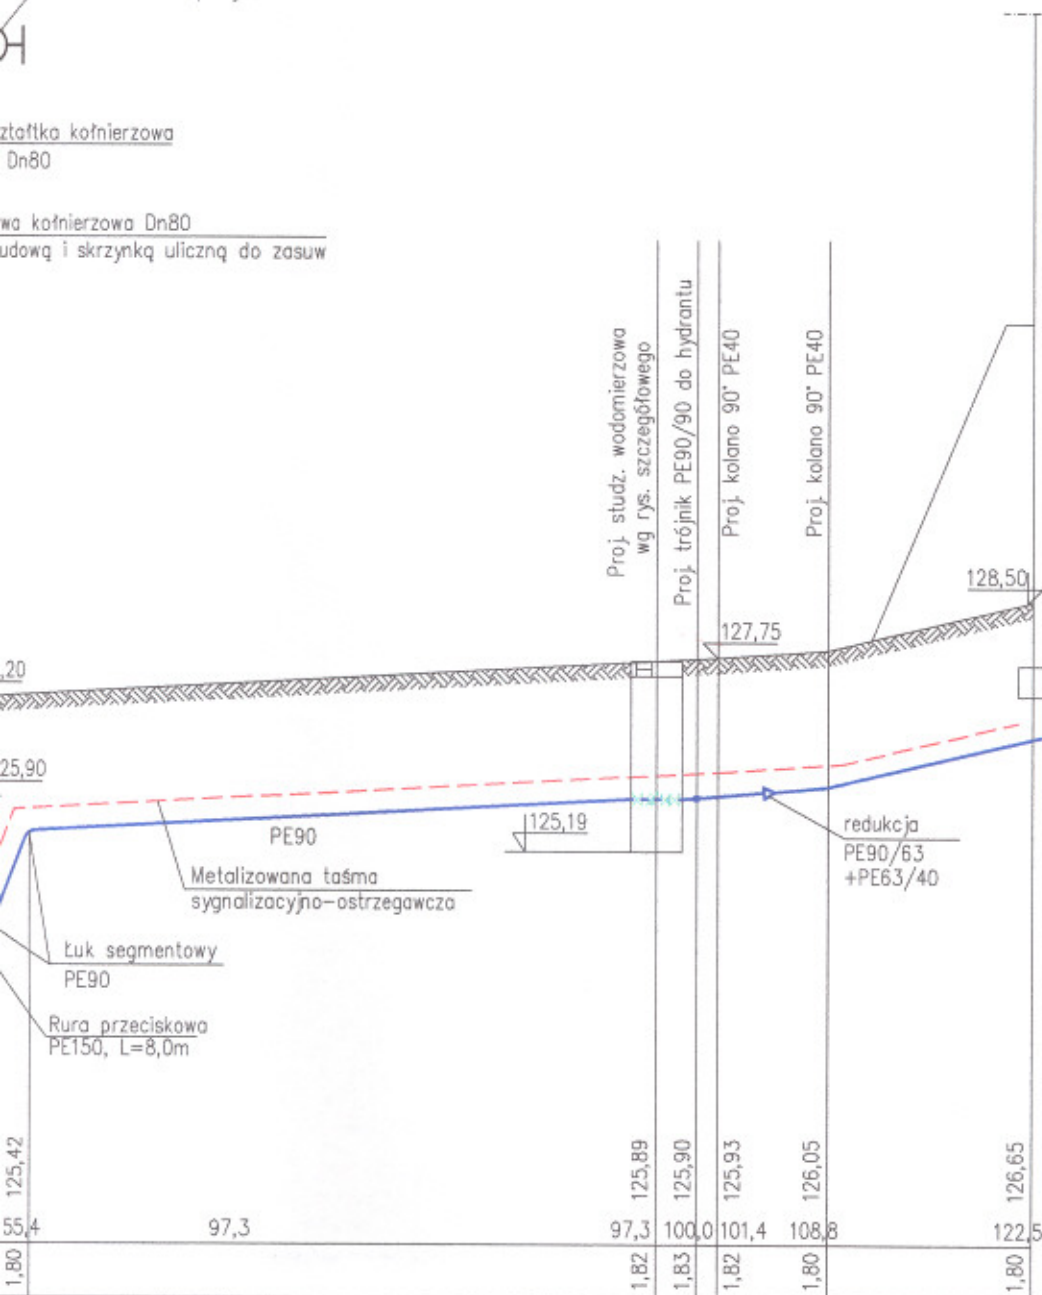 ształtka kołnierzowa
Dn80
wa kołnierzowa Dn80
udową i skrzynką uliczną do zasuw
Proj. studz. wodomierzowa
wg rys. szczegółowego
Proj. trójnik PE90/90 do hydrantu
Proj. kolano 90° PE40
Proj. kolano 90° PE40
128,50
127,75
,20
25,90
PE90
125,19
redukcja
PE90/63
+PE63/40
Metalizowana taśma
sygnalizacyjno-ostrzegawcza
Łuk segmentowy
PE90
Rura przeciskowa
PE150, L=8,0m
125,42 125,89 125,90 125,93 126,05 126,65
55,4 97,3 97,3 100,0 101,4 108,8 122,5
1,80 1,82 1,83 1,82 1,80 1,80